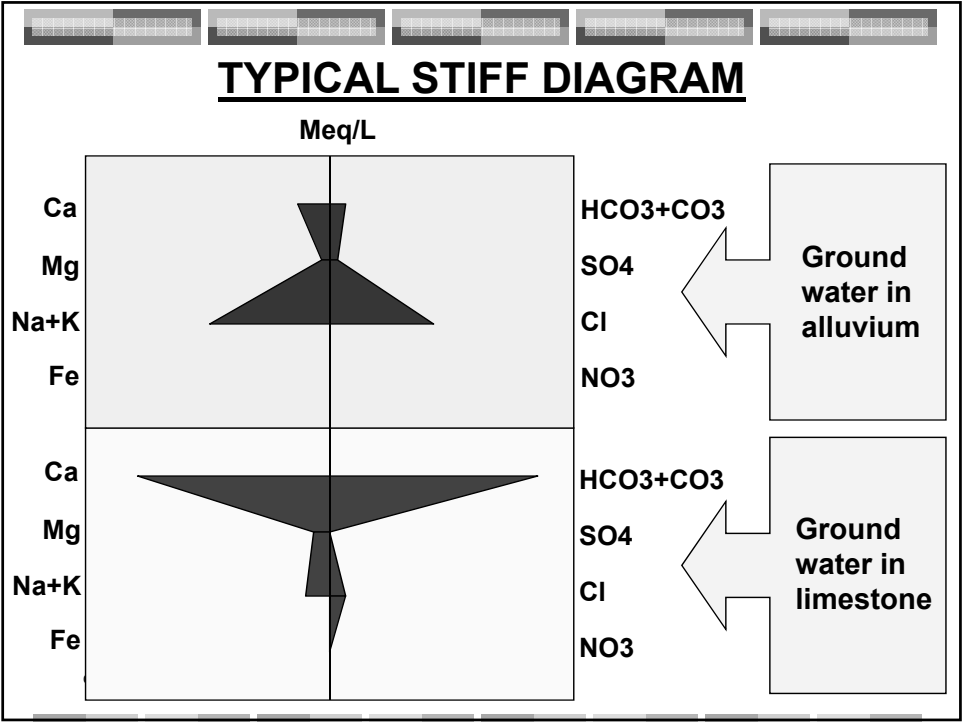 TYPICAL STIFF DIAGRAM
Meq/L
Ca
HCO3+CO3
Mg
SO4
Na+K
Cl
Fe
NO3
Ground
water in
alluvium
Ca
HCO3+CO3
Mg
SO4
Na+K
Cl
Fe
NO3
Ground
water in
limestone